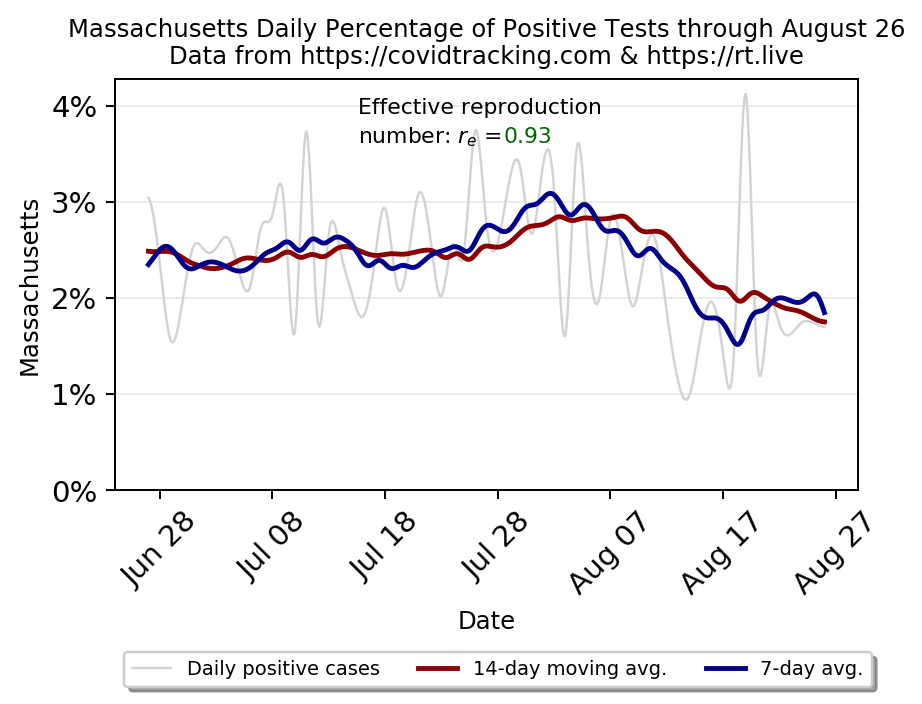 Massachusetts Daily Percentage of Positive Tests through August 26
Data from https://covidtracking.com & https://rt.live
Effective reproduction
number: rₑ =0.93
Massachusetts
4%
3%
2%
1%
0%
Jun 28
Jul 08
Jul 18
Jul 28
Aug 07
Aug 17
Aug 27
Date
Daily positive cases
14-day moving avg.
7-day avg.